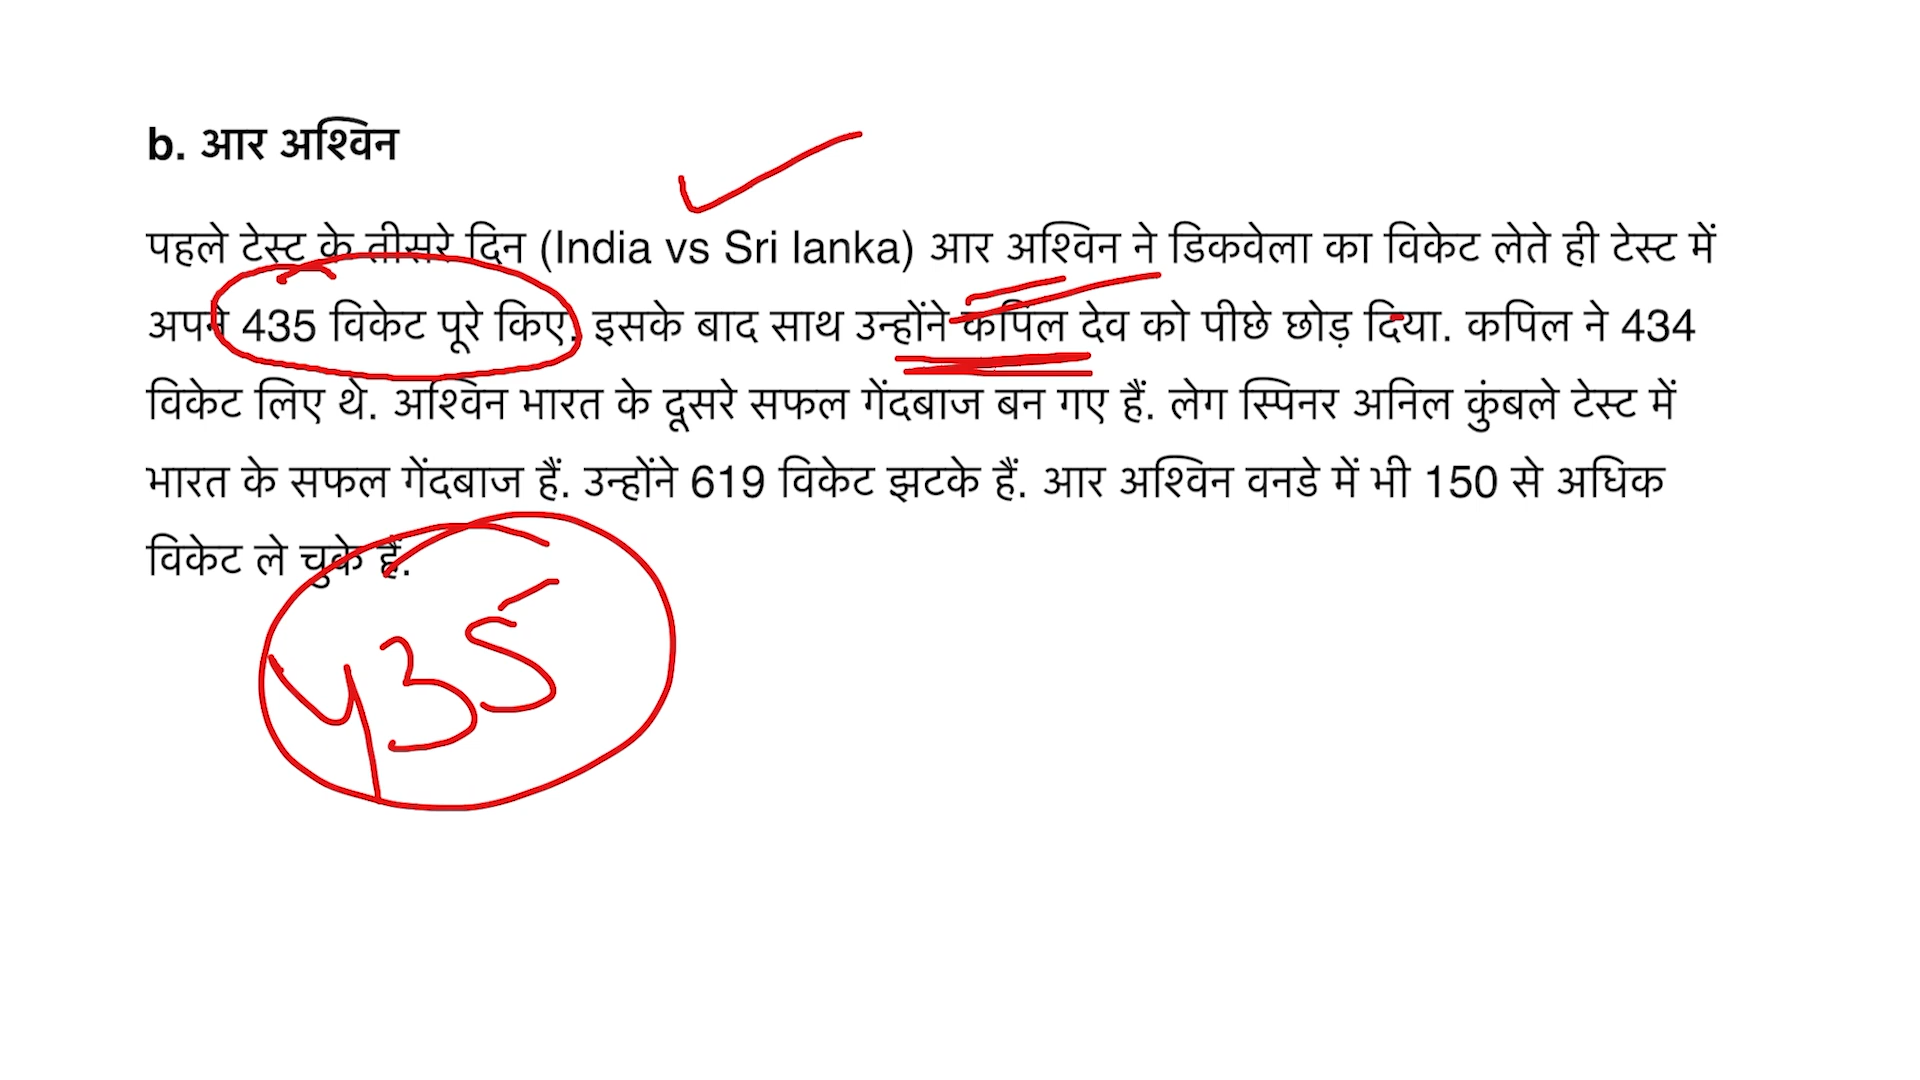 b. आर अश्विन
पहले टेस्ट के तीसरे दिन (India vs Sri lanka) आर अश्विन ने डिकवेला का विकेट लेते ही टेस्ट में
अपने 435 विकेट पूरे किए. इसके बाद साथ उन्होंने कपिल देव को पीछे छोड़ दिया. कपिल ने 434
विकेट लिए थे. अश्विन भारत के दूसरे सफल गेंदबाज बन गए हैं. लेग स्पिनर अनिल कुंबले टेस्ट में
भारत के सफल गेंदबाज हैं. उन्होंने 619 विकेट झटके हैं. आर अश्विन वनडे में भी 150 से अधिक
विकेट ले चुके हैं.
435